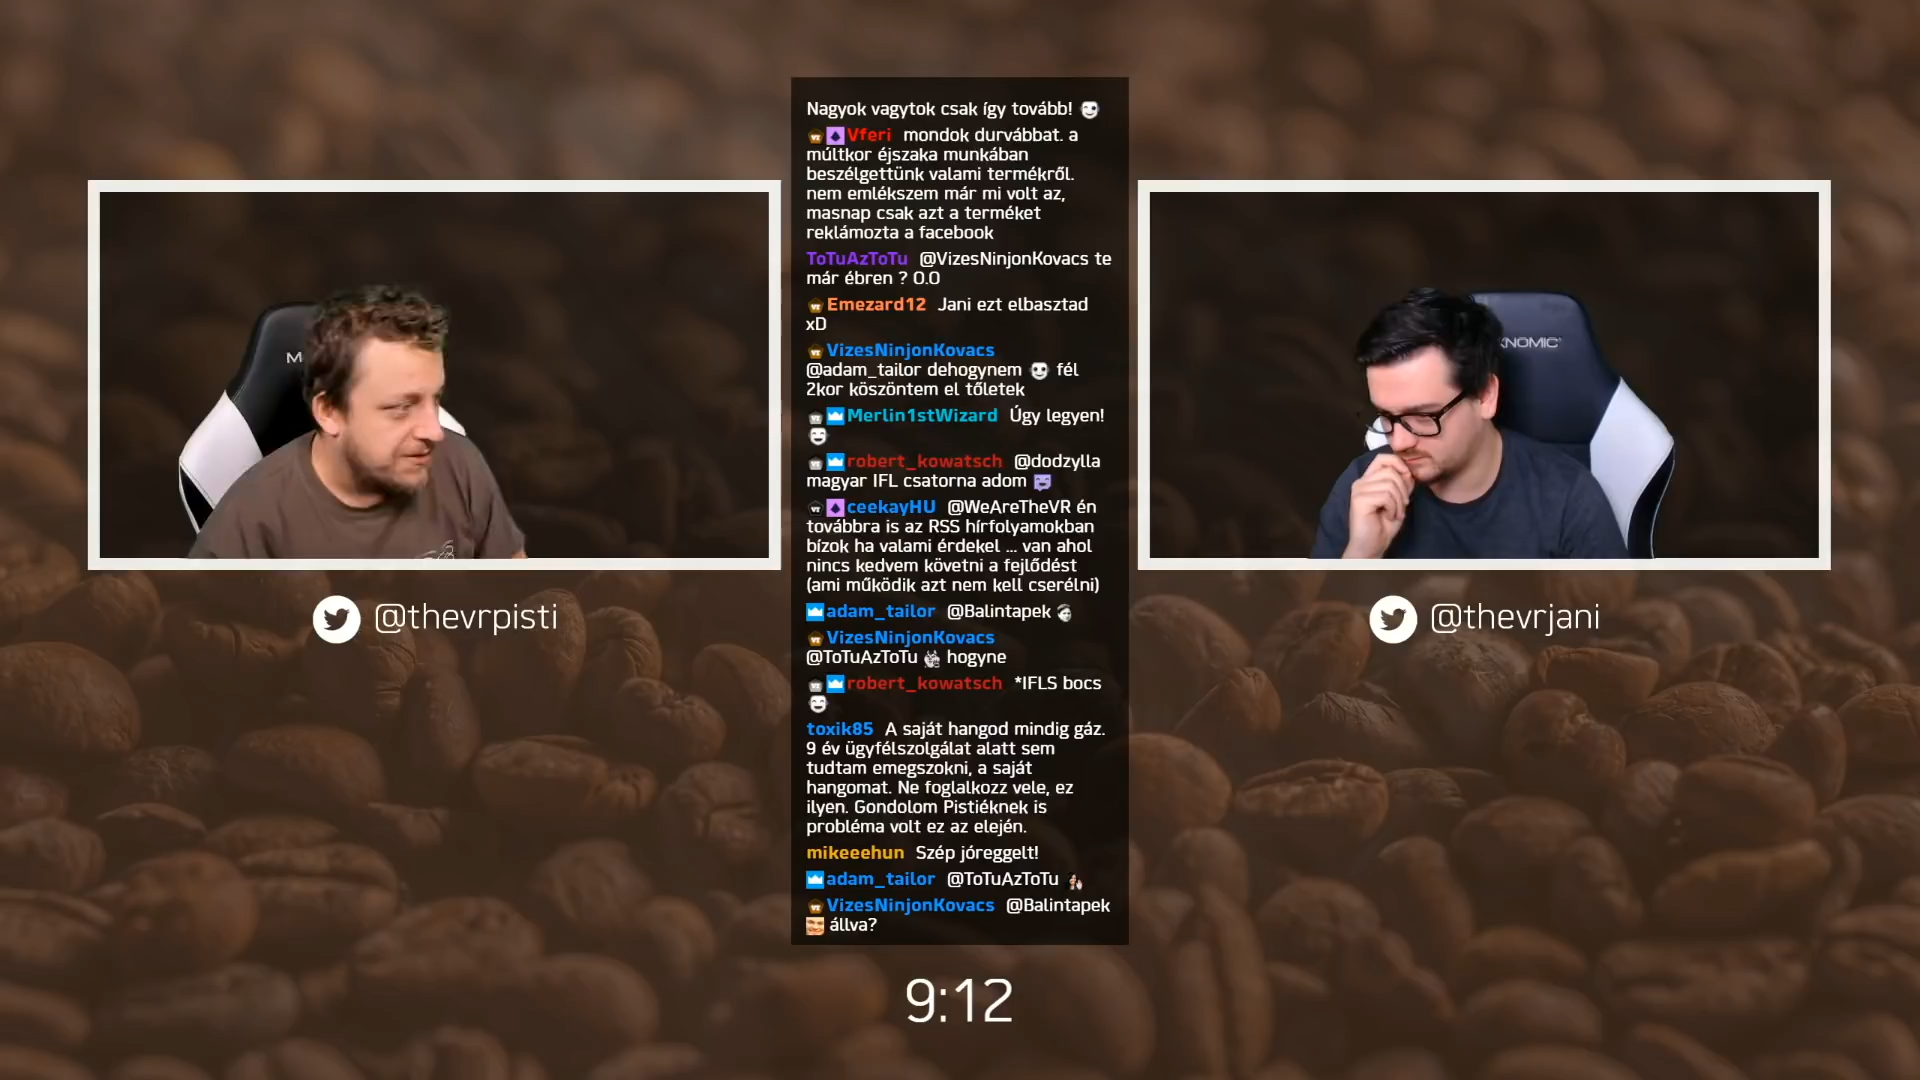 Nagyok vagytok csak így tovább!
Vferi mondok durvábbat. a
múltkor éjszaka munkában
beszélgettünk valami termékről.
nem emlékszem már mi volt az,
masnap csak azt a terméket
reklámozta a facebook
ToTuAzToTu @VizesNinjonKovacs te
már ébren ? O.O
Emezard12 Jani ezt elbasztad
xD
VizesNinjonKovacs
@adam_tailor dehogynem fél
2kor köszöntem el tőletek
Merlin1stWizard Úgy legyen!
robert_kowatsch @dodzylla
magyar IFL csatorna adom
ceekayHU @WeAreTheVR én
továbbra is az RSS hírfolyamokban
bízok ha valami érdekel ... van ahol
nincs kedvem követni a fejlődést
(ami működik azt nem kell cserélni)
adam_tailor @Balintapek
VizesNinjonKovacs
@ToTuAzToTu hogyne
robert_kowatsch *IFLS bocs
toxik85 A saját hangod mindig gáz.
9 év ügyfélszolgálat alatt sem
tudtam emegszokni, a saját
hangomat. Ne foglalkozz vele, ez
ilyen. Gondolom Pistiéknek is
probléma volt ez az elején.
mikeeehun Szép jóreggelt!
adam_tailor @ToTuAzToTu
VizesNinjonKovacs @Balintapek
állva?
@thevrpisti
@thevrjani
9:12